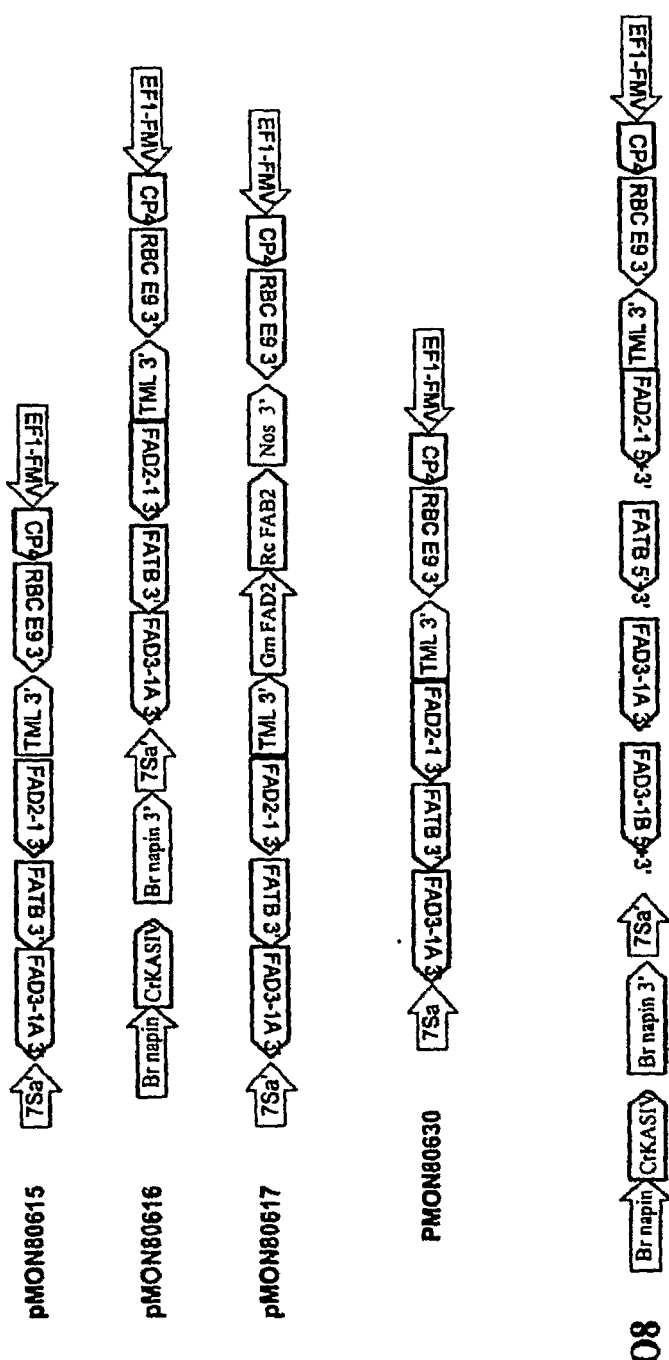 pMON80615 7Sa' FAD3-1A 3' FATB 3' FAD2-1 3' TML 3' RBC E9 3' CP4 EF1-FMV
pMON80616 Br napin CrKASIV Br napin 3' 7Sa' FAD3-1A 3' FATB 3' FAD2-1 3' TML 3' RBC E9 3' CP4 EF1-FMV
pMON80617 7Sa' FAD3-1A 3' FATB 3' FAD2-1 3' TML 3' Gm FAD2 Rc FAB2 Nos 3' RBC E9 3' CP4 EF1-FMV
PMON80630 7Sa' FAD3-1A 3' FATB 3' FAD2-1 3' TML 3' RBC E9 3' CP4 EF1-FMV
08 Br napin CrKASIV Br napin 3' 7Sa' FAD3-1B 5'+3' FAD3-1A 3' FATB 5'-3' FAD2-1 5'+3' TML 3' RBC E9 3' CP4 EF1-FMV